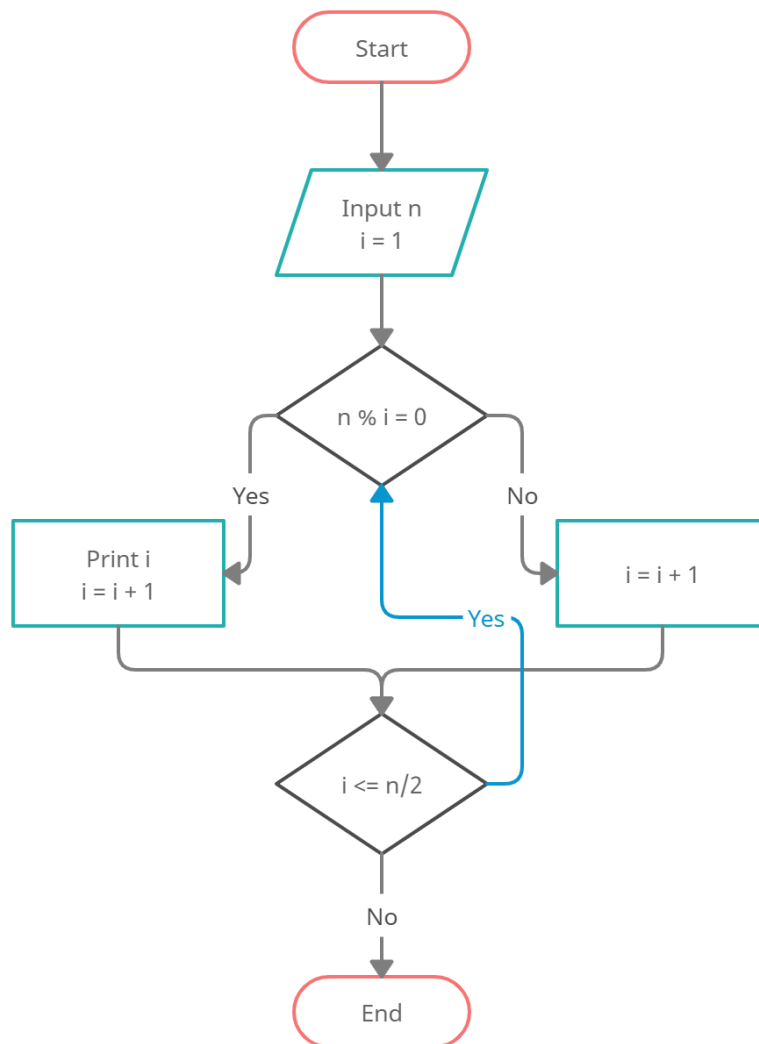 Start
Input n
i = 1
n % i = 0
Yes
No
Print i
i = i + 1
i = i + 1
Yes
i <= n/2
No
End